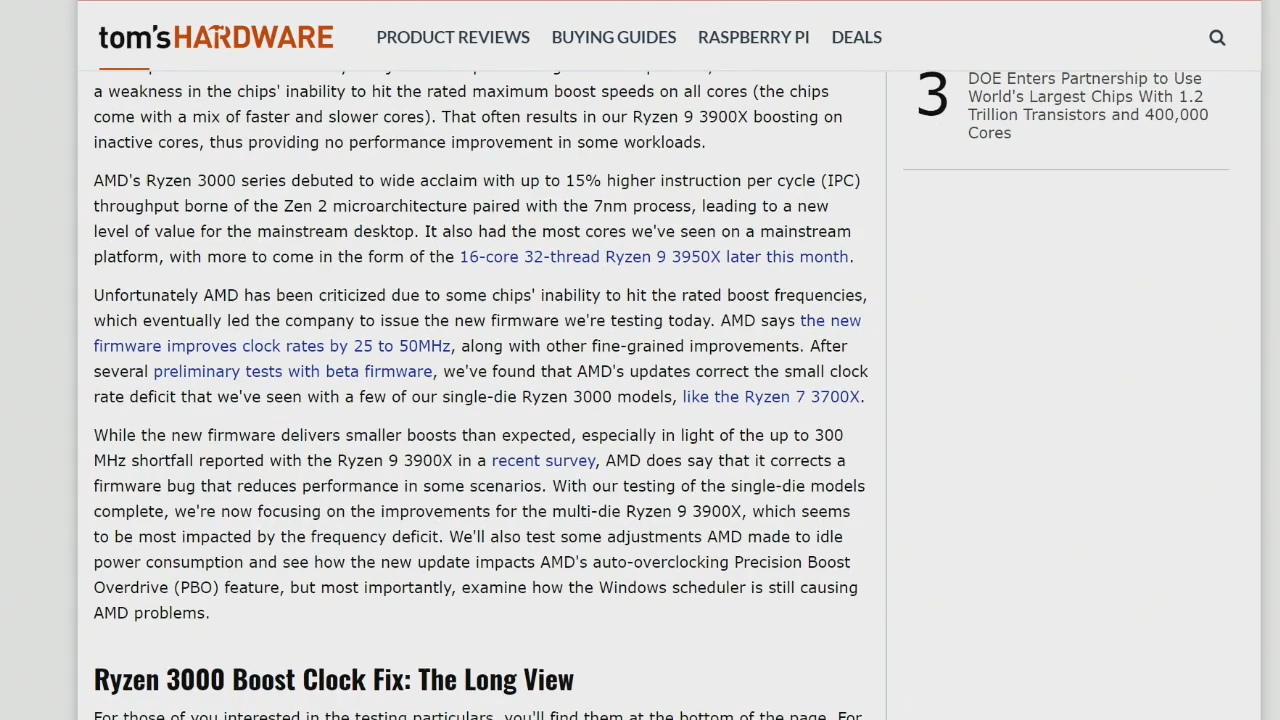 tom's HARDWARE
PRODUCT REVIEWS BUYING GUIDES RASPBERRY PI DEALS
a weakness in the chips' inability to hit the rated maximum boost speeds on all cores (the chips
come with a mix of faster and slower cores). That often results in our Ryzen 9 3900X boosting on
inactive cores, thus providing no performance improvement in some workloads.
AMD's Ryzen 3000 series debuted to wide acclaim with up to 15% higher instruction per cycle (IPC)
throughput borne of the Zen 2 microarchitecture paired with the 7nm process, leading to a new
level of value for the mainstream desktop. It also had the most cores we've seen on a mainstream
platform, with more to come in the form of the 16-core 32-thread Ryzen 9 3950X later this month.
Unfortunately AMD has been criticized due to some chips' inability to hit the rated boost frequencies,
which eventually led the company to issue the new firmware we're testing today. AMD says the new
firmware improves clock rates by 25 to 50MHz, along with other fine-grained improvements. After
several preliminary tests with beta firmware, we've found that AMD's updates correct the small clock
rate deficit that we've seen with a few of our single-die Ryzen 3000 models, like the Ryzen 7 3700X.
While the new firmware delivers smaller boosts than expected, especially in light of the up to 300
MHz shortfall reported with the Ryzen 9 3900X in a recent survey, AMD does say that it corrects a
firmware bug that reduces performance in some scenarios. With our testing of the single-die models
complete, we're now focusing on the improvements for the multi-die Ryzen 9 3900X, which seems
to be most impacted by the frequency deficit. We'll also test some adjustments AMD made to idle
power consumption and see how the new update impacts AMD's auto-overclocking Precision Boost
Overdrive (PBO) feature, but most importantly, examine how the Windows scheduler is still causing
AMD problems.
Ryzen 3000 Boost Clock Fix: The Long View
For those of you interested in the testing particulars, you'll find them at the bottom of the page. For
3
DOE Enters Partnership to Use
World's Largest Chips With 1.2
Trillion Transistors and 400,000
Cores